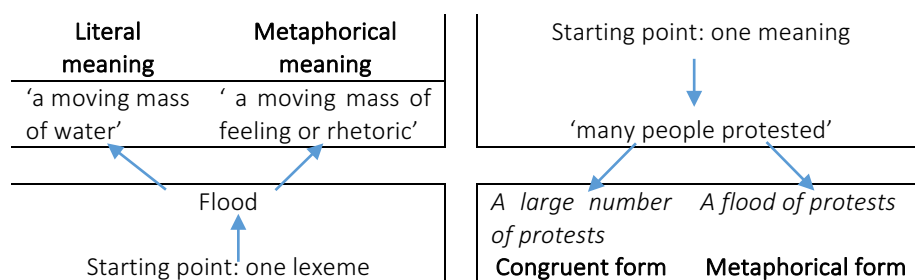 Literal meaning
Metaphorical meaning
‘a moving mass of water’
‘ a moving mass of feeling or rhetoric’
Flood
Starting point: one lexeme
Starting point: one meaning
‘many people protested’
A large number of protests
A flood of protests
Congruent form
Metaphorical form